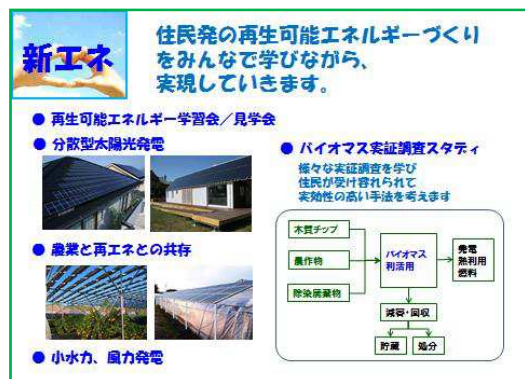 新エネ
住民発の再生可能エネルギーづくり
をみんなで学びながら、
実現していきます。
● 再生可能エネルギー学習会／見学会
● 分散型太陽光発電
● 農業と再エネとの共存
● 小水力、風力発電
● バイオマス実証調査スタディ
様々な実証調査を学び
住民が受け容れられて
実効性の高い手法を考えます
木質チップ
農作物
除染廃棄物
バイオマス
利活用
発電
熱利用
燃料
減容・回収
貯蔵
処分